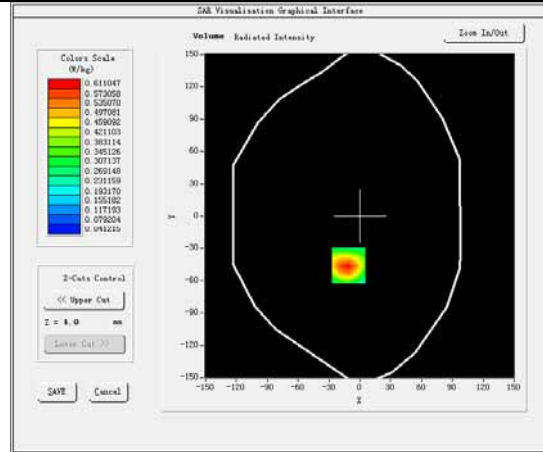 SAR Visualisation Graphical Interface
Volume Radiated Intensity
Zoom In/Out
Colors Scale
(W/kg)
0.611047
0.573058
0.535070
0.497081
0.459092
0.421103
0.383114
0.345126
0.307137
0.269148
0.231159
0.193170
0.155182
0.117193
0.079204
0.041215
150
120
90
60
30
0
-30
-60
-90
-120
-150
Y
-150 -120 -90 -60 -30 0 30 60 90 120 150
X
Z-Cuts Control
<< Upper Cut
Z = 4.0 mm
Lower Cut >>
SAVE Cancel